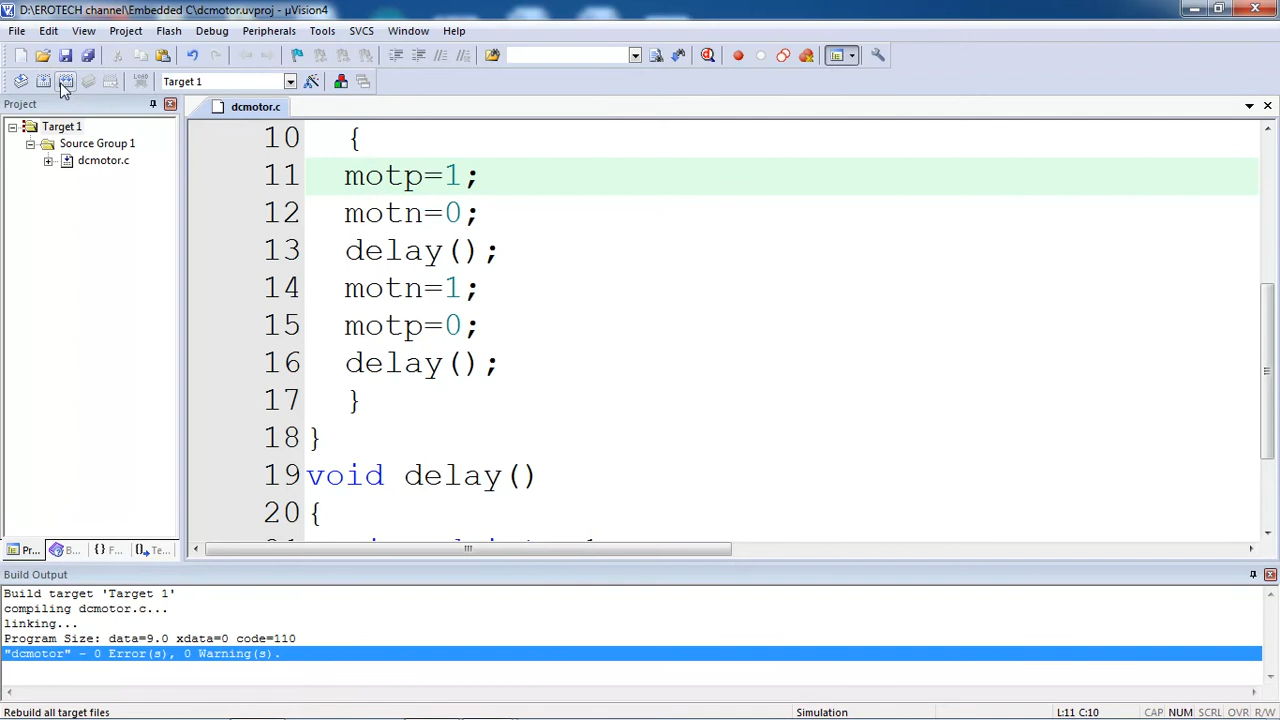 D:\EROTECH channel\Embedded C\dcmotor.uvproj - µVision4
File Edit View Project Flash Debug Peripherals Tools SVCS Window Help
LOAD Target 1
Project
dcmotor.c
Target 1
Source Group 1
dcmotor.c
10 {
11 motp=1;
12 motn=0;
13 delay();
14 motn=1;
15 motp=0;
16 delay();
17 }
18 }
19 void delay()
20 {
Pr... B... {} F... Te...
Build Output
Build target 'Target 1'
compiling dcmotor.c...
linking...
Program Size: data=9.0 xdata=0 code=110
"dcmotor" - 0 Error(s), 0 Warning(s).
Rebuild all target files Simulation L:11 C:10 CAP NUM SCRL OVR R/W